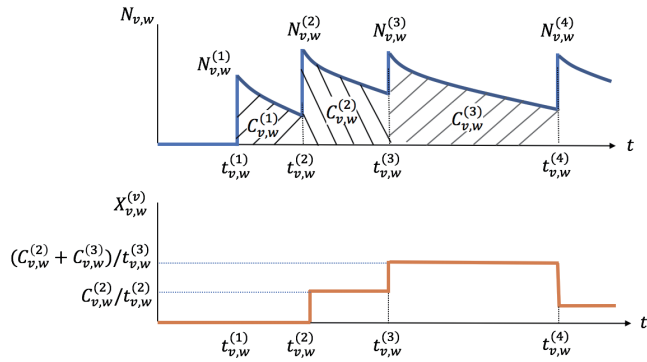 N_{v,w}
N_{v,w}^{(1)} N_{v,w}^{(2)} N_{v,w}^{(3)} N_{v,w}^{(4)}
C_{v,w}^{(1)} C_{v,w}^{(2)} C_{v,w}^{(3)}
t
t_{v,w}^{(1)} t_{v,w}^{(2)} t_{v,w}^{(3)} t_{v,w}^{(4)}
X_{v,w}^{(v)}
(C_{v,w}^{(2)} + C_{v,w}^{(3)})/t_{v,w}^{(3)}
C_{v,w}^{(2)}/t_{v,w}^{(2)}
t
t_{v,w}^{(1)} t_{v,w}^{(2)} t_{v,w}^{(3)} t_{v,w}^{(4)}